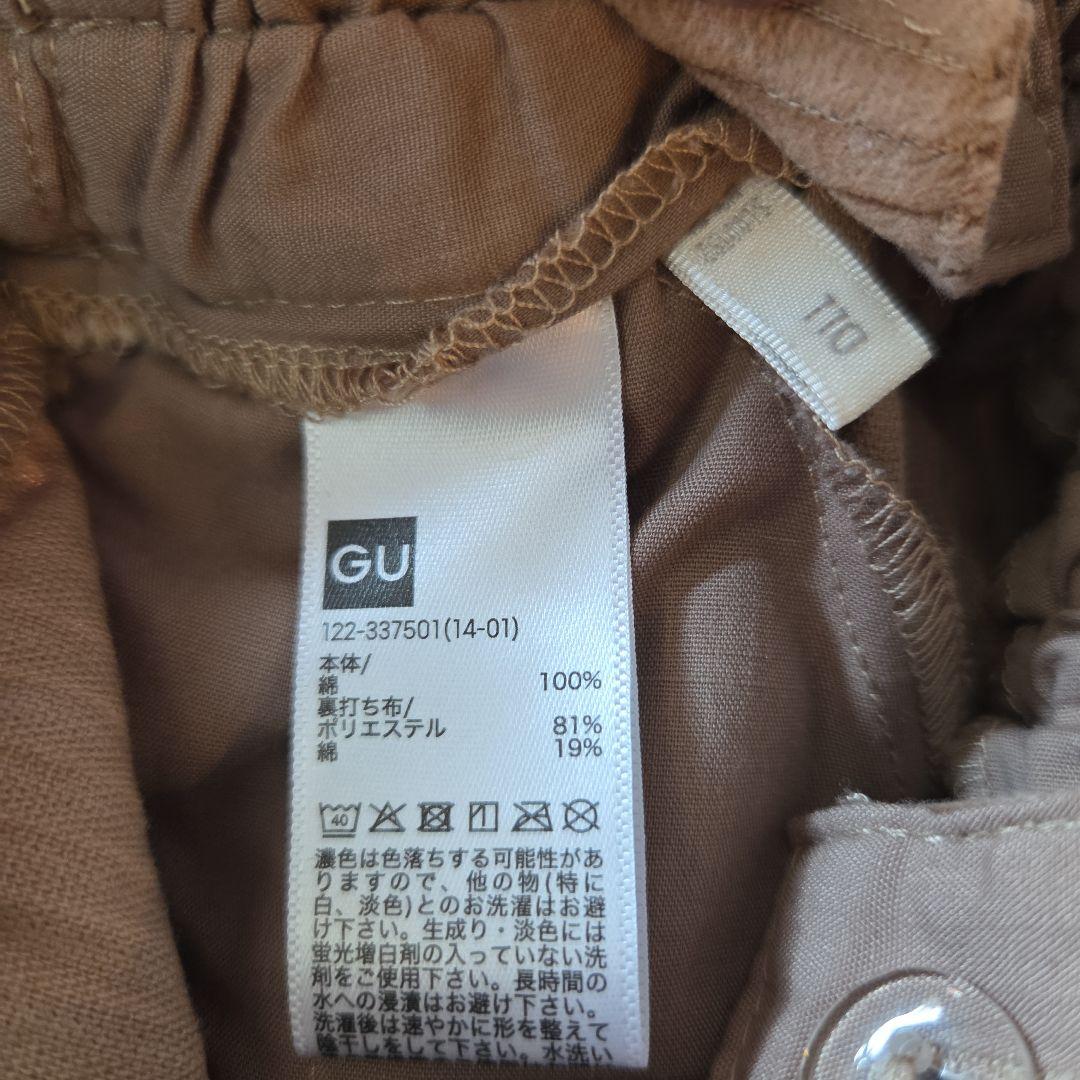 110
GU
122-337501(14-01)
本体/
綿 100%
裏打ち布/
ポリエステル 81%
綿 19%
40
濃色は色落ちする可能性があ
りますので、他の物(特に
白、淡色)とのお洗濯はお避
け下さい。生成り・淡色には
蛍光増白剤の入っていない洗
剤をご使用下さい。長時間の
水への浸漬はお避け下さい。
洗濯後は速やかに形を整えて
陰干しをして下さい。水洗い